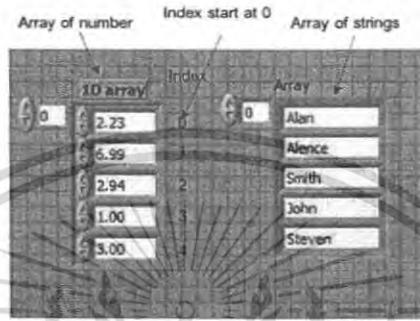 Array of number
Index start at 0
Array of strings
Index
1D array
Array
0
2.23
0
0
Alan
6.99
1
Alence
2.94
2
Smith
1.00
3
John
3.00
4
Steven